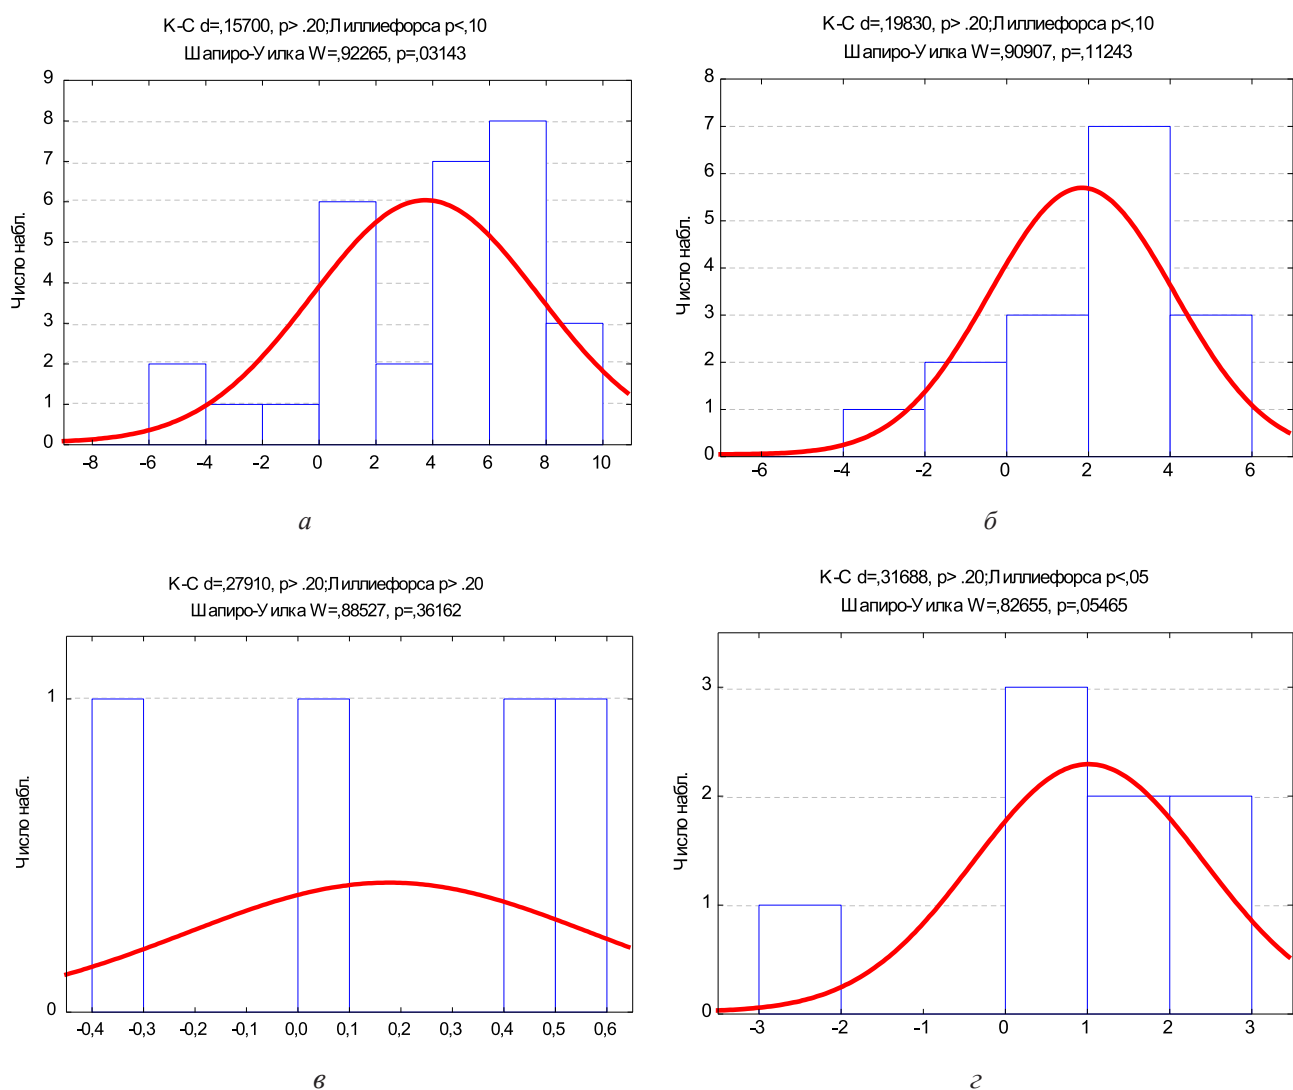 К-С d=,15700, p> .20;Лиллиефорса p<,10
Шапиро-Уилка W=,92265, p=,03143
9
8
7
6
5
4
3
2
1
0
Число набл.
-8 -6 -4 -2 0 2 4 6 8 10
а
К-С d=,19830, p> .20;Лиллиефорса p<,10
Шапиро-Уилка W=,90907, p=,11243
8
7
6
5
4
3
2
1
0
Число набл.
-6 -4 -2 0 2 4 6
б
К-С d=,27910, p> .20;Лиллиефорса p> .20
Шапиро-Уилка W=,88527, p=,36162
1
0
Число набл.
-0,4 -0,3 -0,2 -0,1 0,0 0,1 0,2 0,3 0,4 0,5 0,6
в
К-С d=,31688, p> .20;Лиллиефорса p<,05
Шапиро-Уилка W=,82655, p=,05465
3
2
1
0
Число набл.
-3 -2 -1 0 1 2 3
г